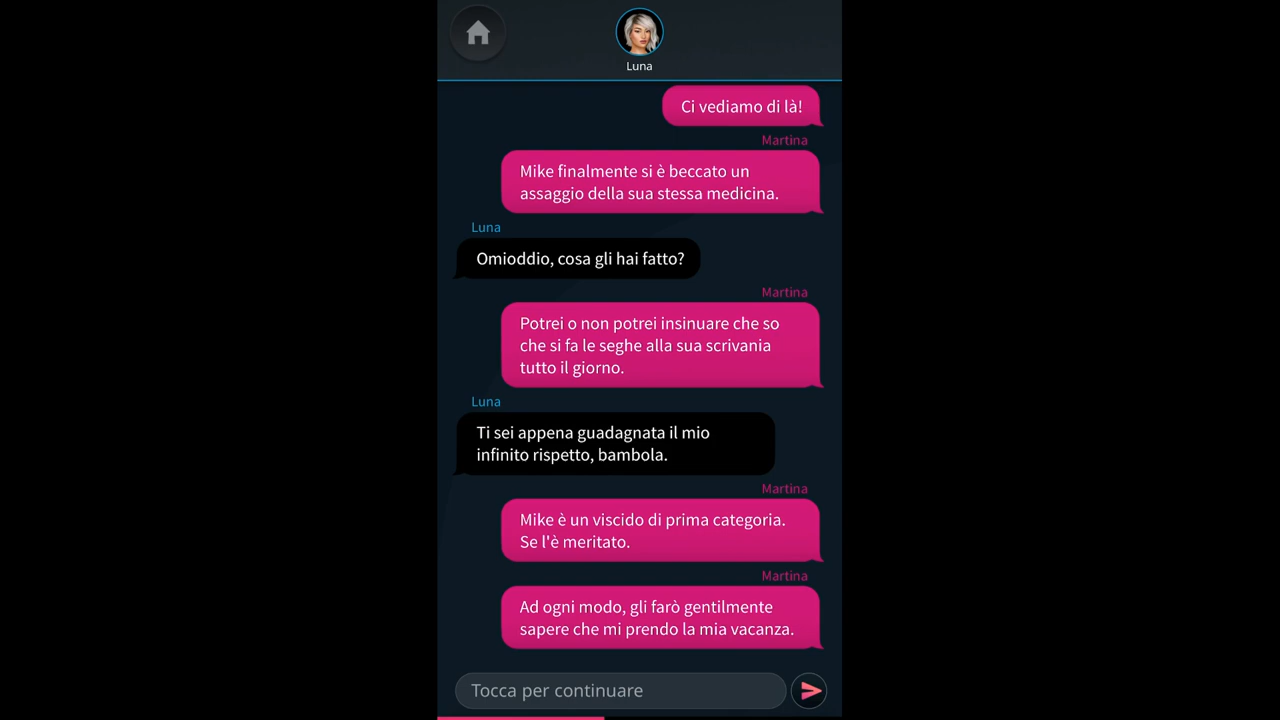 Luna
Ci vediamo di là!
Martina
Mike finalmente si è beccato un
assaggio della sua stessa medicina.
Luna
Omioddio, cosa gli hai fatto?
Martina
Potrei o non potrei insinuare che so
che si fa le seghe alla sua scrivania
tutto il giorno.
Luna
Ti sei appena guadagnata il mio
infinito rispetto, bambola.
Martina
Mike è un viscido di prima categoria.
Se l'è meritato.
Martina
Ad ogni modo, gli farò gentilmente
sapere che mi prendo la mia vacanza.
Tocca per continuare